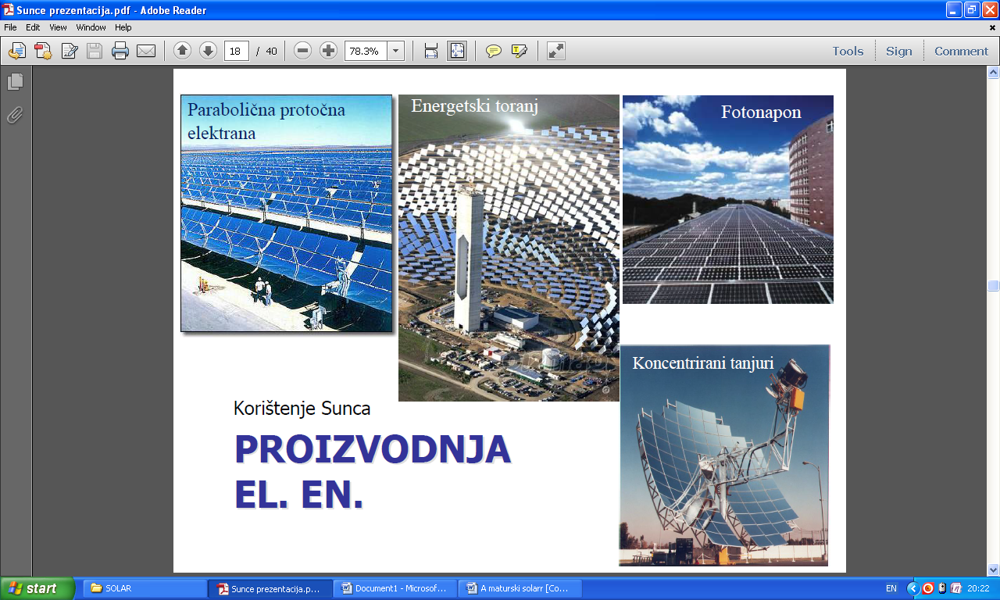 Sunce prezentacija.pdf - Adobe Reader
File Edit View Window Help
18 / 40 78.3% Tools Sign Comment
Parabolična protočna
elektrana
Energetski toranj
Fotonapon
Koncentrirani tanjuri
Korištenje Sunca
PROIZVODNJA
EL. EN.
start SOLAR Sunce prezentacija.p... Document1 - Microsof... A maturski solarr [Co... EN 20:22